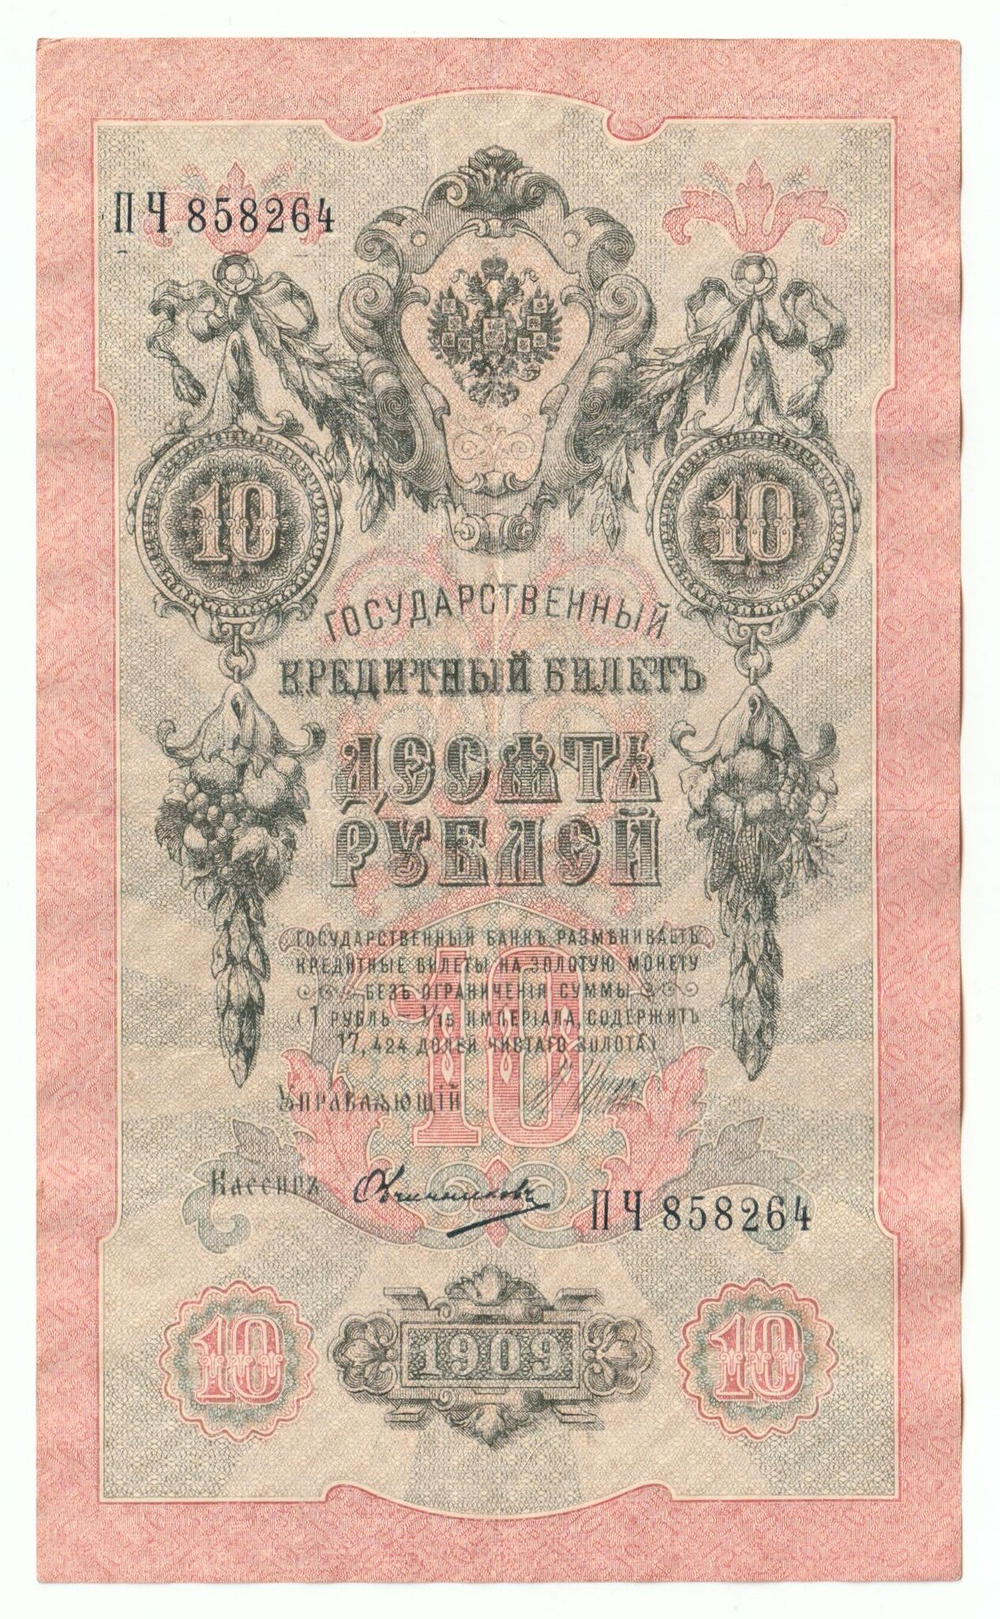 ПЧ 858264
10 10
ГОСУДАРСТВЕННЫЙ
КРЕДИТНЫЙ БИЛЕТЪ
ДЕСЯТЬ
РУБЛЕЙ
ГОСУДАРСТВЕННЫЙ БАНКЪ РАЗМѢНИВАЕТЪ
КРЕДИТНЫЕ БИЛЕТЫ НА ЗОЛОТУЮ МОНЕТУ
БЕЗЪ ОГРАНИЧЕНІЯ СУММЫ
(1 РУБЛЬ = 1/15 ИМПЕРІАЛА, СОДЕРЖИТЪ
17,424 ДОЛЕЙ ЧИСТАГО ЗОЛОТА)
10
Управляющій
Кассиръ Овчинниковъ
ПЧ 858264
10 1909 10